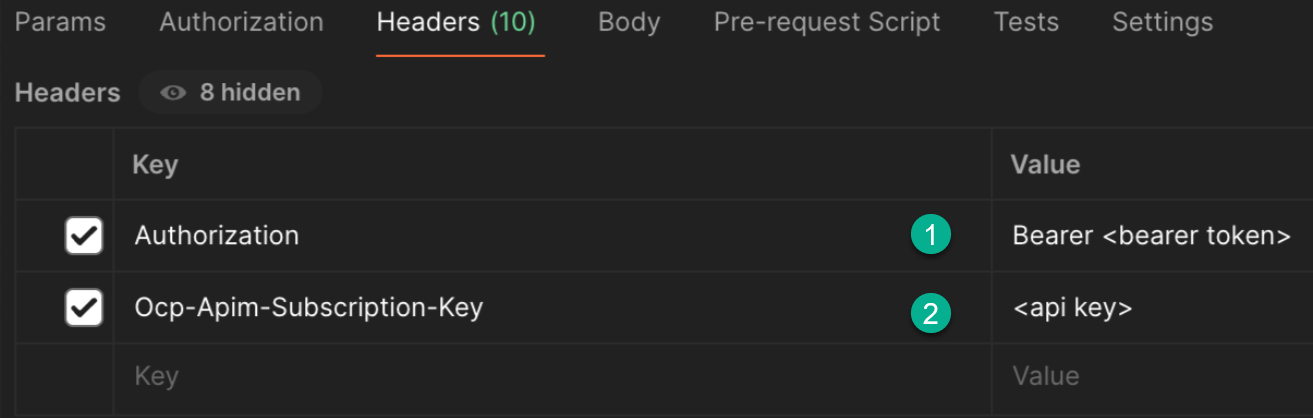 Params Authorization Headers (10) Body Pre-request Script Tests Settings
Headers 8 hidden
Key Value
Authorization 1 Bearer <bearer token>
Ocp-Apim-Subscription-Key 2 <api key>
Key Value